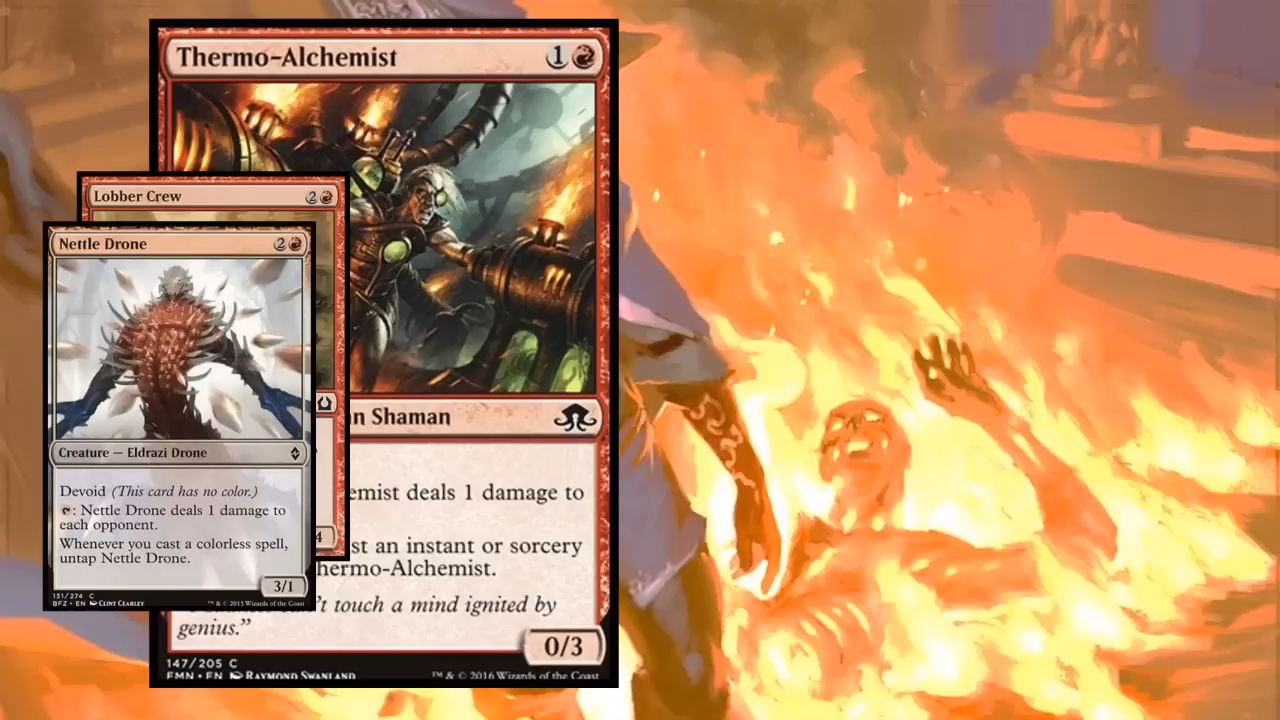 Thermo-Alchemist 1
Lobber Crew 2
Nettle Drone 2
Creature — Eldrazi Drone
Devoid (This card has no color.)
: Nettle Drone deals 1 damage to
each opponent.
Whenever you cast a colorless spell,
untap Nettle Drone.
3/1
131/274 C
BFZ • EN Clint Cearley
™ & © 2015 Wizards of the Coast
4
n Shaman
emist deals 1 damage to
st an instant or sorcery
hermo-Alchemist.
't touch a mind ignited by
genius."
0/3
147/205 C
EMN • EN Raymond Swanland
™ & © 2016 Wizards of the Coast